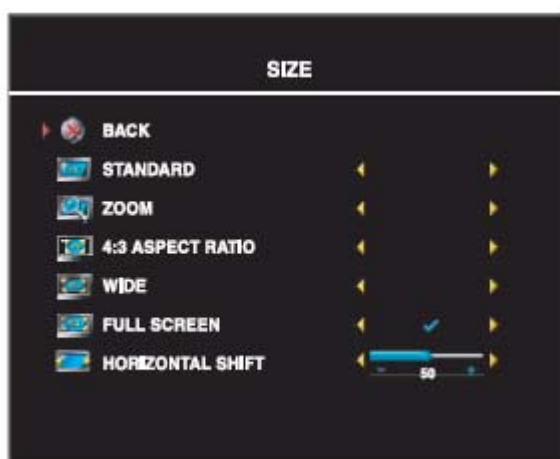 SIZE
BACK
STANDARD
ZOOM
4:3 ASPECT RATIO
WIDE
FULL SCREEN
HORIZONTAL SHIFT
- 50 +